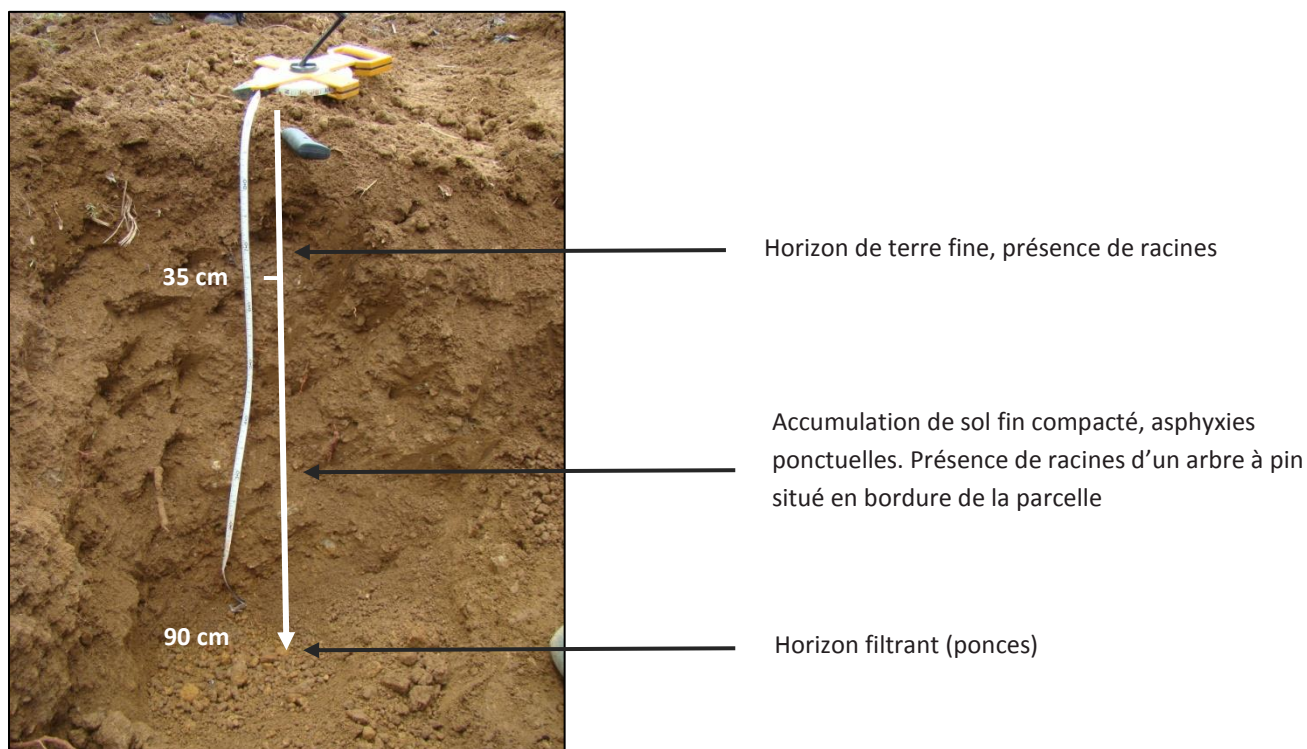 Horizon de terre fine, présence de racines
35 cm
Accumulation de sol fin compacté, asphyxies
ponctuelles. Présence de racines d’un arbre à pin
situé en bordure de la parcelle
90 cm
Horizon filtrant (ponces)